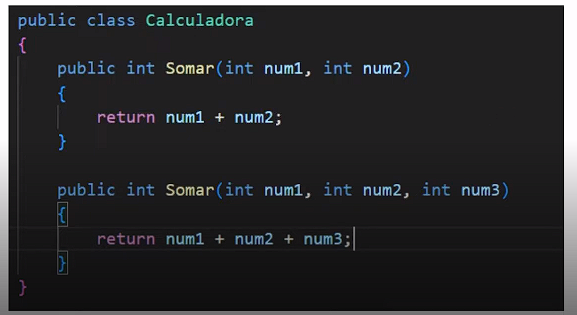 public class Calculadora
{
    public int Somar(int num1, int num2)
    {
        return num1 + num2;
    }

    public int Somar(int num1, int num2, int num3)
    {
        return num1 + num2 + num3;
    }
}